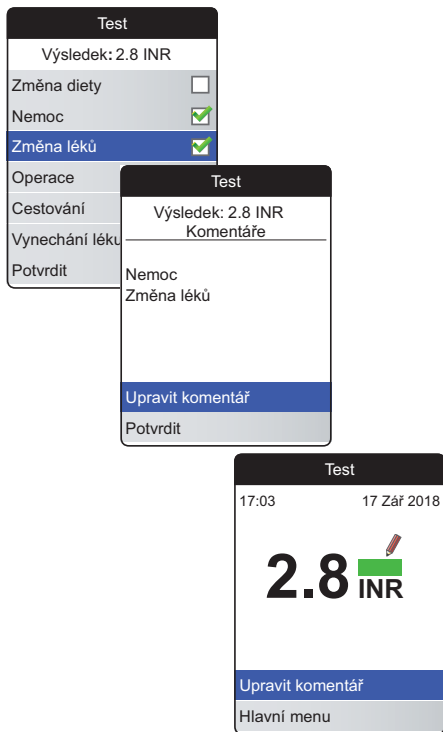 Test
Výsledek: 2.8 INR
Změna diety
Nemoc
Změna léků
Operace
Cestování
Vynechání léku
Potvrdit
Test
Výsledek: 2.8 INR
Komentáře
Nemoc
Změna léků
Upravit komentář
Potvrdit
Test
17:03 17 Zář 2018
2.8 INR
Upravit komentář
Hlavní menu